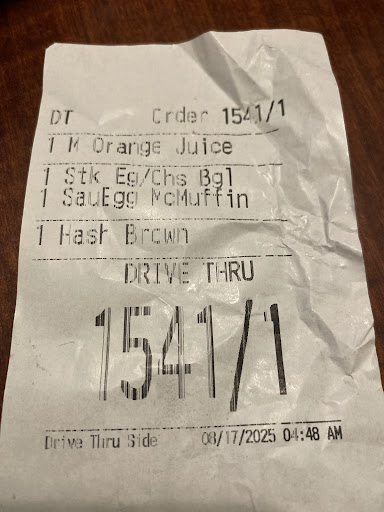 DT Order 1541/1
1 M Orange Juice
1 Stk Eg/Chs Bgl
1 SauEgg McMuffin
1 Hash Brown
DRIVE THRU
1541/1
Drive Thru Side 08/17/2025 04:48 AM